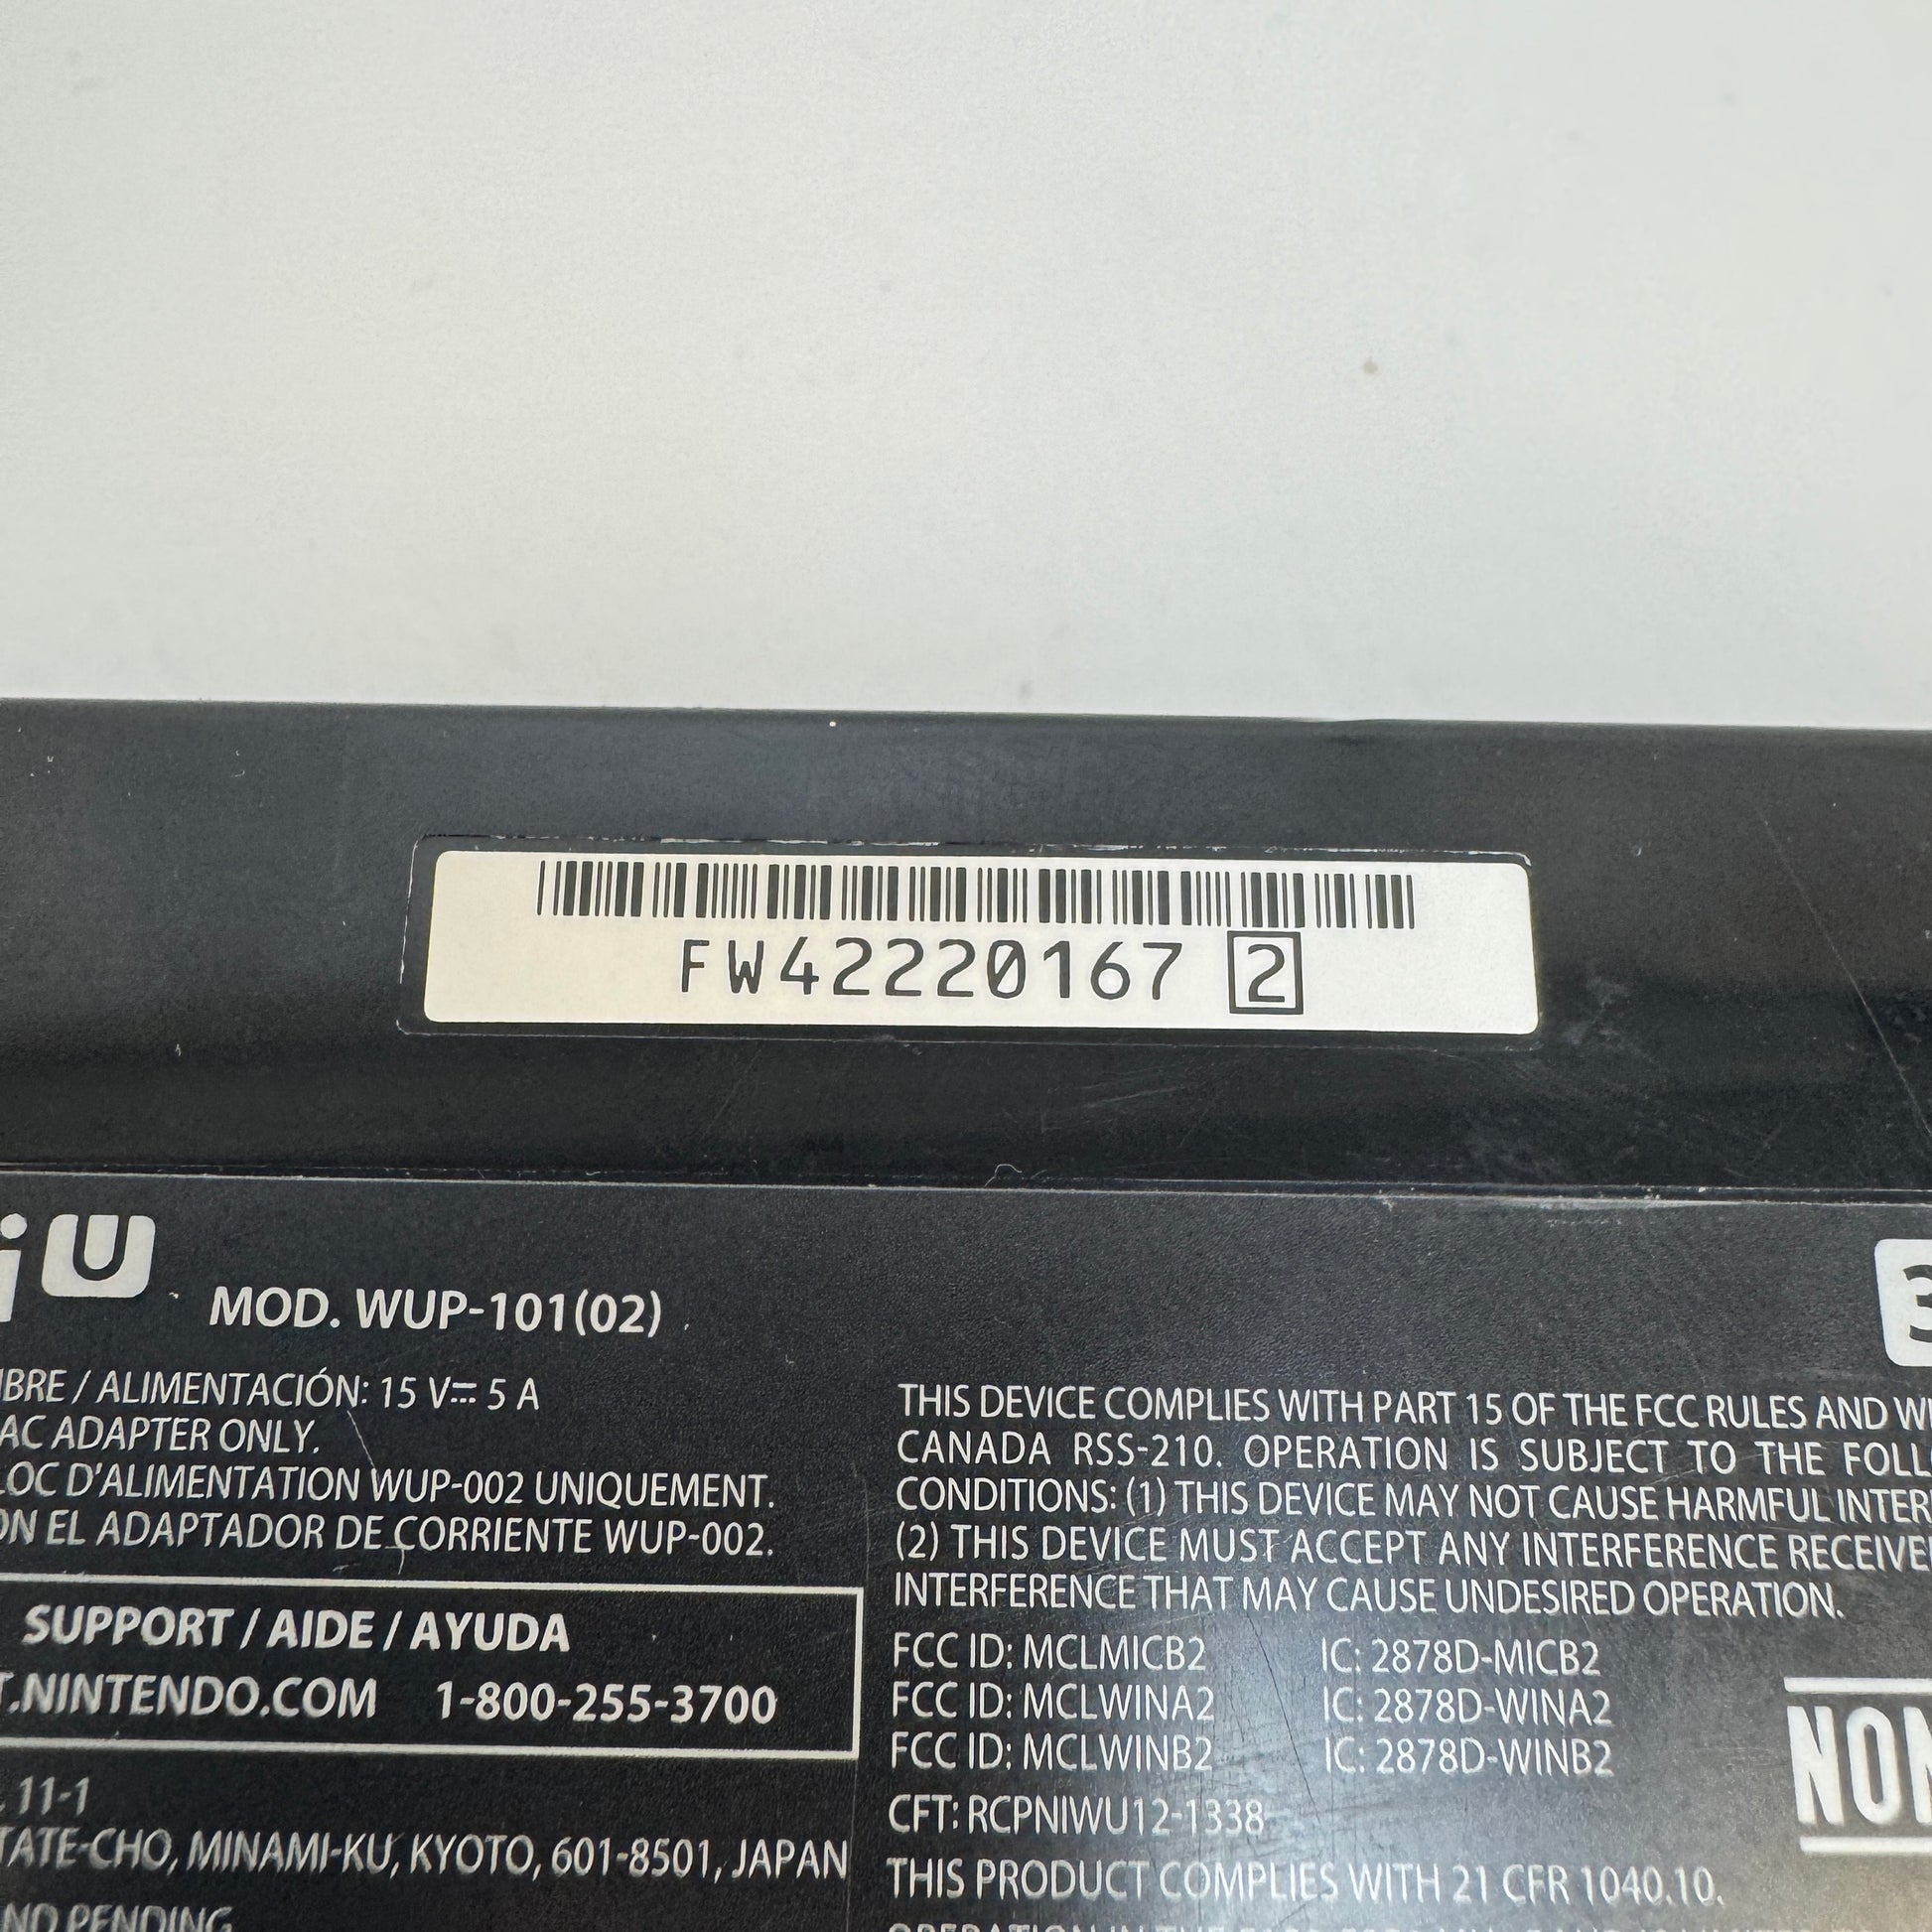 FW42220167 2
iU MOD. WUP-101(02)
IBRE / ALIMENTACIÓN: 15 V⎓ 5 A
AC ADAPTER ONLY.
LOC D'ALIMENTATION WUP-002 UNIQUEMENT.
ON EL ADAPTADOR DE CORRIENTE WUP-002.
SUPPORT / AIDE / AYUDA
T.NINTENDO.COM 1-800-255-3700
11-1
TATE-CHO, MINAMI-KU, KYOTO, 601-8501, JAPAN
ND PENDING
3
THIS DEVICE COMPLIES WITH PART 15 OF THE FCC RULES AND WI
CANADA RSS-210. OPERATION IS SUBJECT TO THE FOLL
CONDITIONS: (1) THIS DEVICE MAY NOT CAUSE HARMFUL INTER
(2) THIS DEVICE MUST ACCEPT ANY INTERFERENCE RECEIVE
INTERFERENCE THAT MAY CAUSE UNDESIRED OPERATION.
FCC ID: MCLMICB2 IC: 2878D-MICB2
FCC ID: MCLWINA2 IC: 2878D-WINA2
FCC ID: MCLWINB2 IC: 2878D-WINB2
CFT: RCPNIWU12-1338
THIS PRODUCT COMPLIES WITH 21 CFR 1040.10.
NON